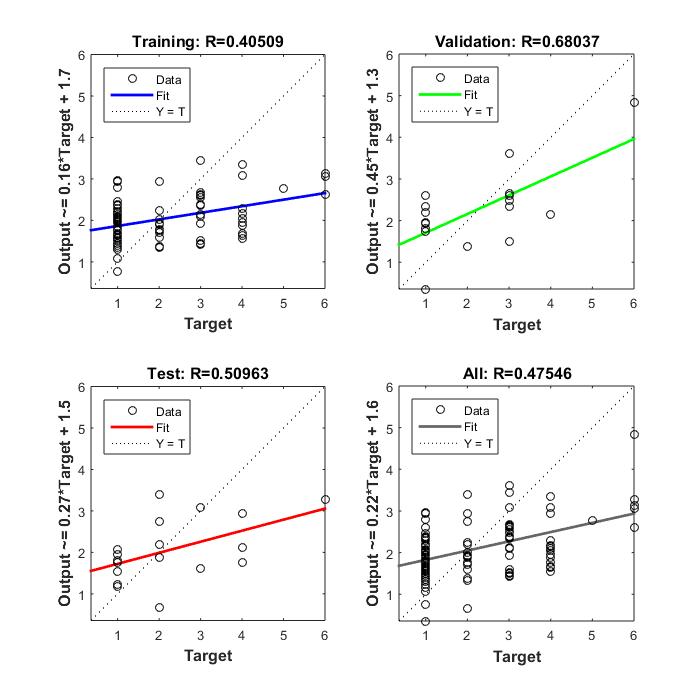 Training: R=0.40509
Output ~= 0.16*Target + 1.7
6
5
4
3
2
1
Data
Fit
Y = T
1 2 3 4 5 6
Target
Validation: R=0.68037
Output ~= 0.45*Target + 1.3
6
5
4
3
2
1
Data
Fit
Y = T
1 2 3 4 5 6
Target
Test: R=0.50963
Output ~= 0.27*Target + 1.5
6
5
4
3
2
1
Data
Fit
Y = T
1 2 3 4 5 6
Target
All: R=0.47546
Output ~= 0.22*Target + 1.6
6
5
4
3
2
1
Data
Fit
Y = T
1 2 3 4 5 6
Target